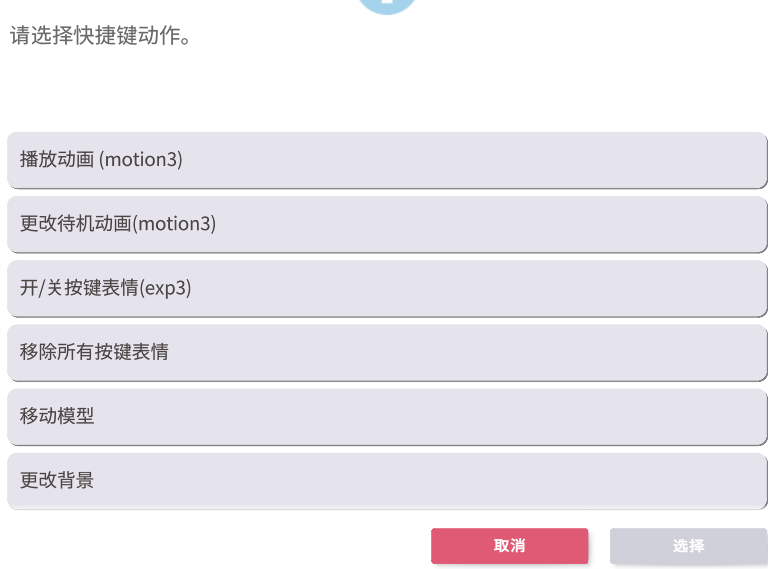 请选择快捷键动作。
播放动画 (motion3)
更改待机动画(motion3)
开/关按键表情(exp3)
移除所有按键表情
移动模型
更改背景
取消
选择